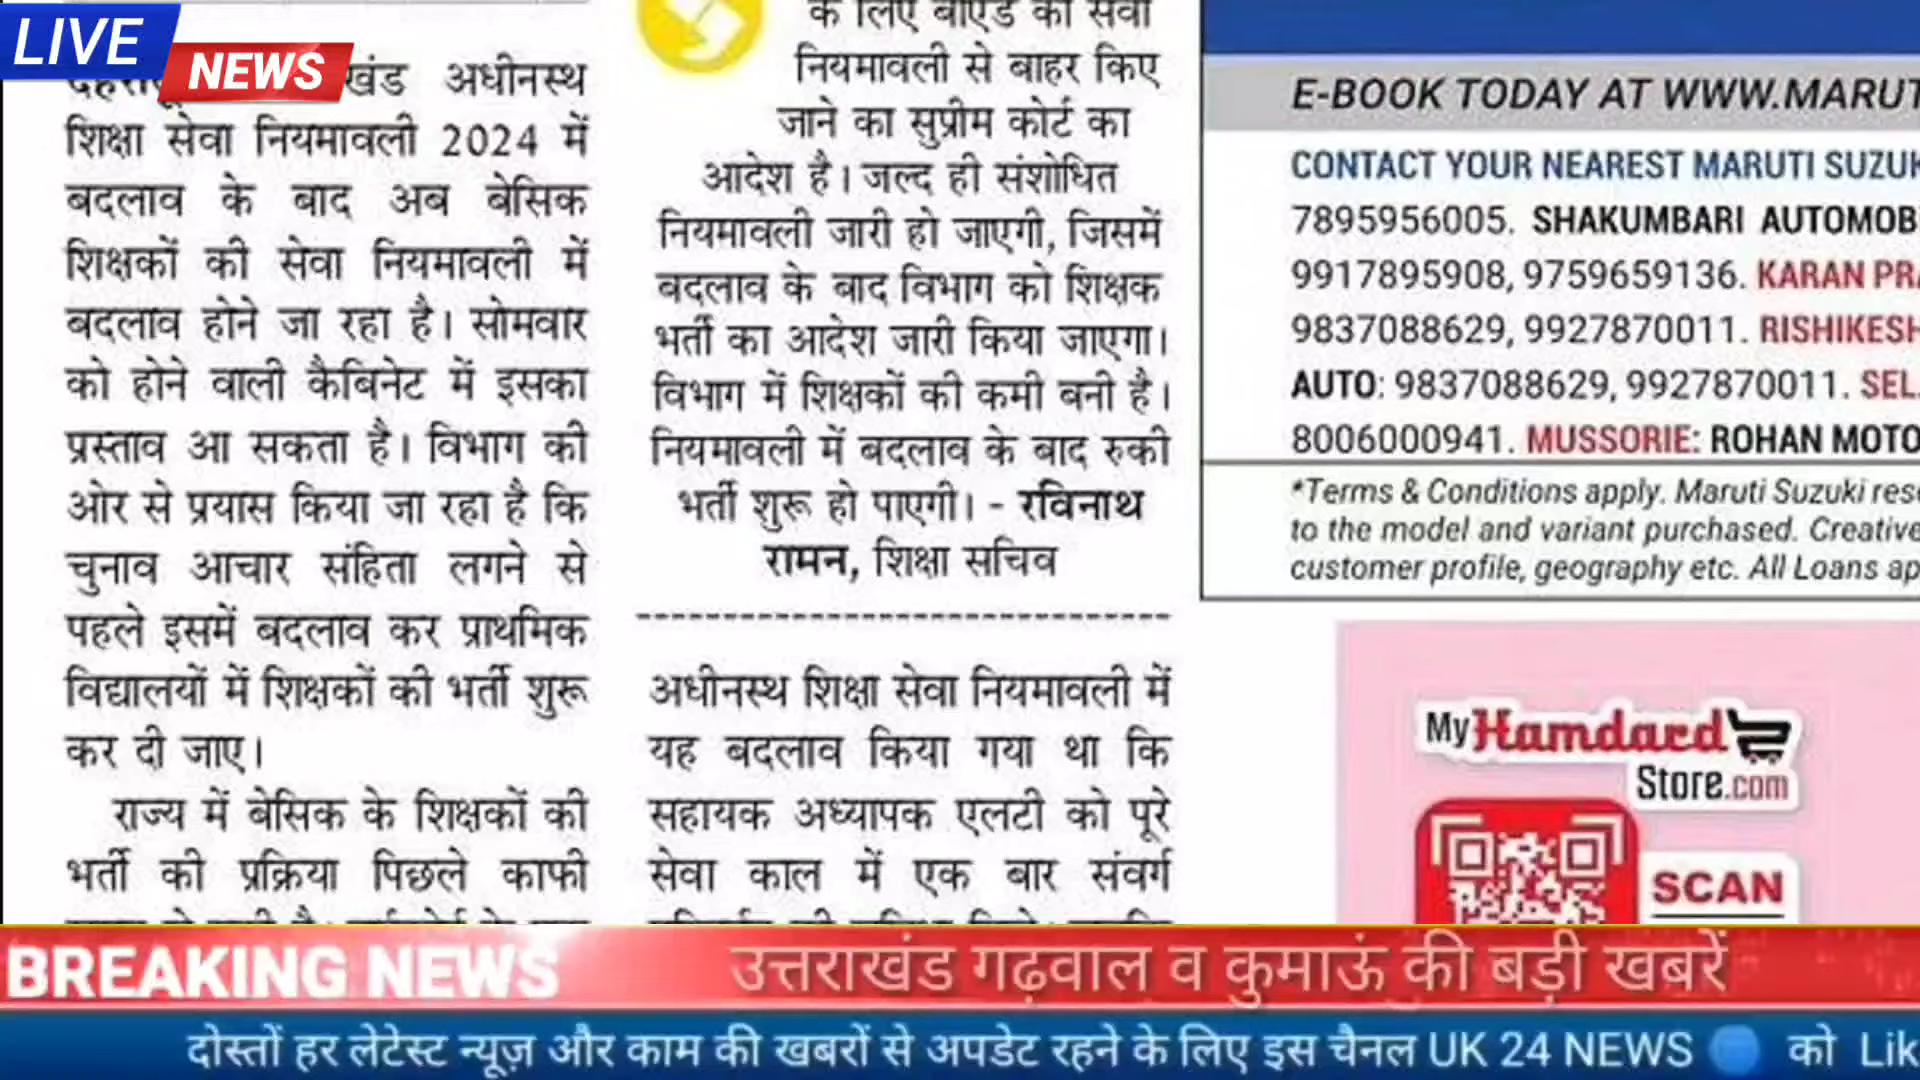 LIVE
NEWS
खंड अधीनस्थ
शिक्षा सेवा नियमावली 2024 में
बदलाव के बाद अब बेसिक
शिक्षकों की सेवा नियमावली में
बदलाव होने जा रहा है। सोमवार
को होने वाली कैबिनेट में इसका
प्रस्ताव आ सकता है। विभाग की
ओर से प्रयास किया जा रहा है कि
चुनाव आचार संहिता लगने से
पहले इसमें बदलाव कर प्राथमिक
विद्यालयों में शिक्षकों की भर्ती शुरू
कर दी जाए।
राज्य में बेसिक के शिक्षकों की
भर्ती की प्रक्रिया पिछले काफी
के लिए बीएड को सेवा
नियमावली से बाहर किए
जाने का सुप्रीम कोर्ट का
आदेश है। जल्द ही संशोधित
नियमावली जारी हो जाएगी, जिसमें
बदलाव के बाद विभाग को शिक्षक
भर्ती का आदेश जारी किया जाएगा।
विभाग में शिक्षकों की कमी बनी है।
नियमावली में बदलाव के बाद रुकी
भर्ती शुरू हो पाएगी। - रविनाथ
रामन, शिक्षा सचिव
अधीनस्थ शिक्षा सेवा नियमावली में
यह बदलाव किया गया था कि
सहायक अध्यापक एलटी को पूरे
सेवा काल में एक बार संवर्ग
E-BOOK TODAY AT WWW.MARUT
CONTACT YOUR NEAREST MARUTI SUZUK
7895956005. SHAKUMBARI AUTOMOB
9917895908, 9759659136. KARAN PRA
9837088629, 9927870011. RISHIKESH
AUTO: 9837088629, 9927870011. SEL
8006000941. MUSSORIE: ROHAN MOTO
*Terms & Conditions apply. Maruti Suzuki rese
to the model and variant purchased. Creative
customer profile, geography etc. All Loans ap
My Hamdard
Store.com
SCAN
BREAKING NEWS
उत्तराखंड गढ़वाल व कुमाऊं की बड़ी खबरें
दोस्तों हर लेटेस्ट न्यूज़ और काम की खबरों से अपडेट रहने के लिए इस चैनल UK 24 NEWS को Lik